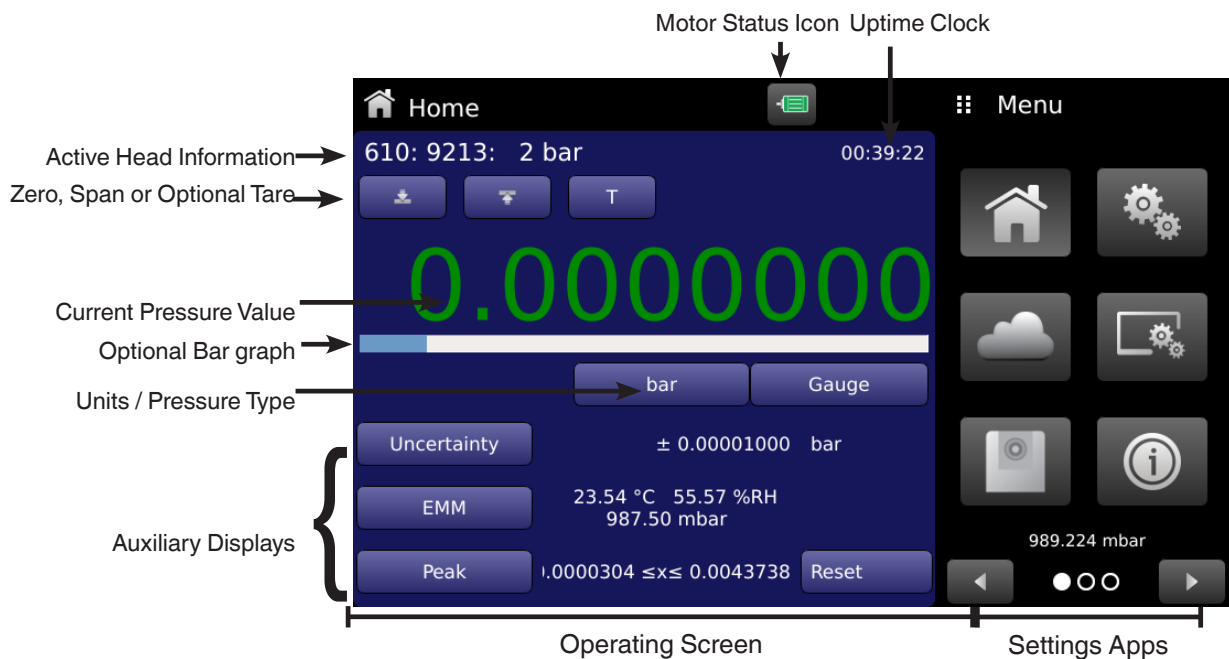 Motor Status Icon Uptime Clock
Home
Menu
Active Head Information
610: 9213: 2 bar
00:39:22
Zero, Span or Optional Tare
T
0.0000000
Current Pressure Value
Optional Bar graph
Units / Pressure Type
bar
Gauge
Uncertainty
± 0.00001000 bar
EMM
23.54 °C 55.57 %RH
987.50 mbar
Auxiliary Displays
Peak
.0000304 ≤x≤ 0.0043738
Reset
989.224 mbar
Operating Screen
Settings Apps